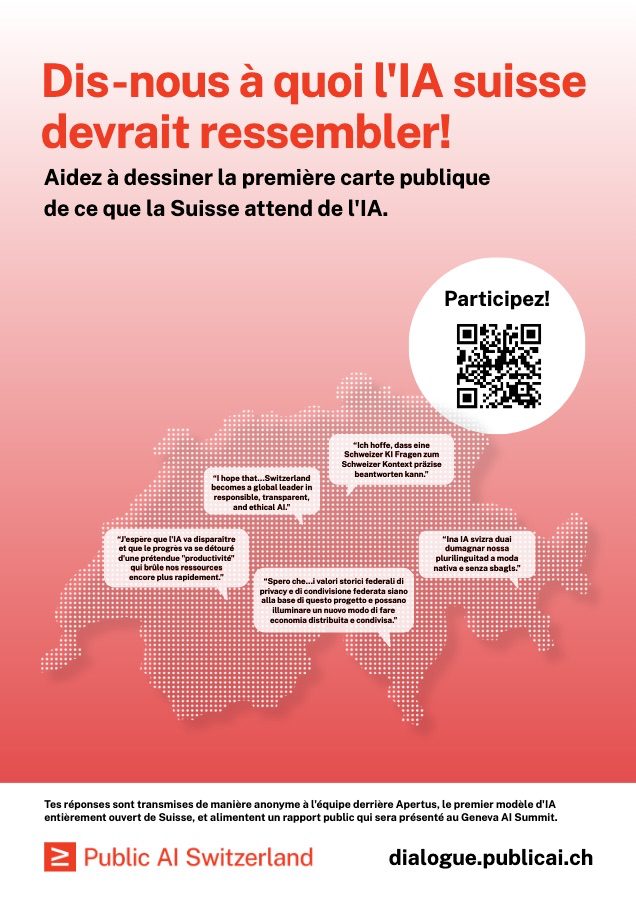 Dis-nous à quoi l'IA suisse
devrait ressembler!
Aidez à dessiner la première carte publique
de ce que la Suisse attend de l'IA.
Participez!
“Ich hoffe, dass eine
Schweizer KI Fragen zum
Schweizer Kontext präzise
beantworten kann.”
“I hope that...Switzerland
becomes a global leader in
responsible, transparent,
and ethical AI.”
“J'espère que l'IA va disparaître
et que le progrès va se détouré
d'une prétendue "productivité"
qui brûle nos ressources
encore plus rapidement.”
“Ina IA svizra duai
dumagnar nossa
plurilinguitad a moda
nativa e senza sbagls.”
“Spero che...i valori storici federali di
privacy e di condivisione federata siano
alla base di questo progetto e possano
illuminare un nuovo modo di fare
economia distribuita e condivisa.”
Tes réponses sont transmises de manière anonyme à l'équipe derrière Apertus, le premier modèle d'IA
entièrement ouvert de Suisse, et alimentent un rapport public qui sera présenté au Geneva AI Summit.
Public AI Switzerland
dialogue.publicai.ch